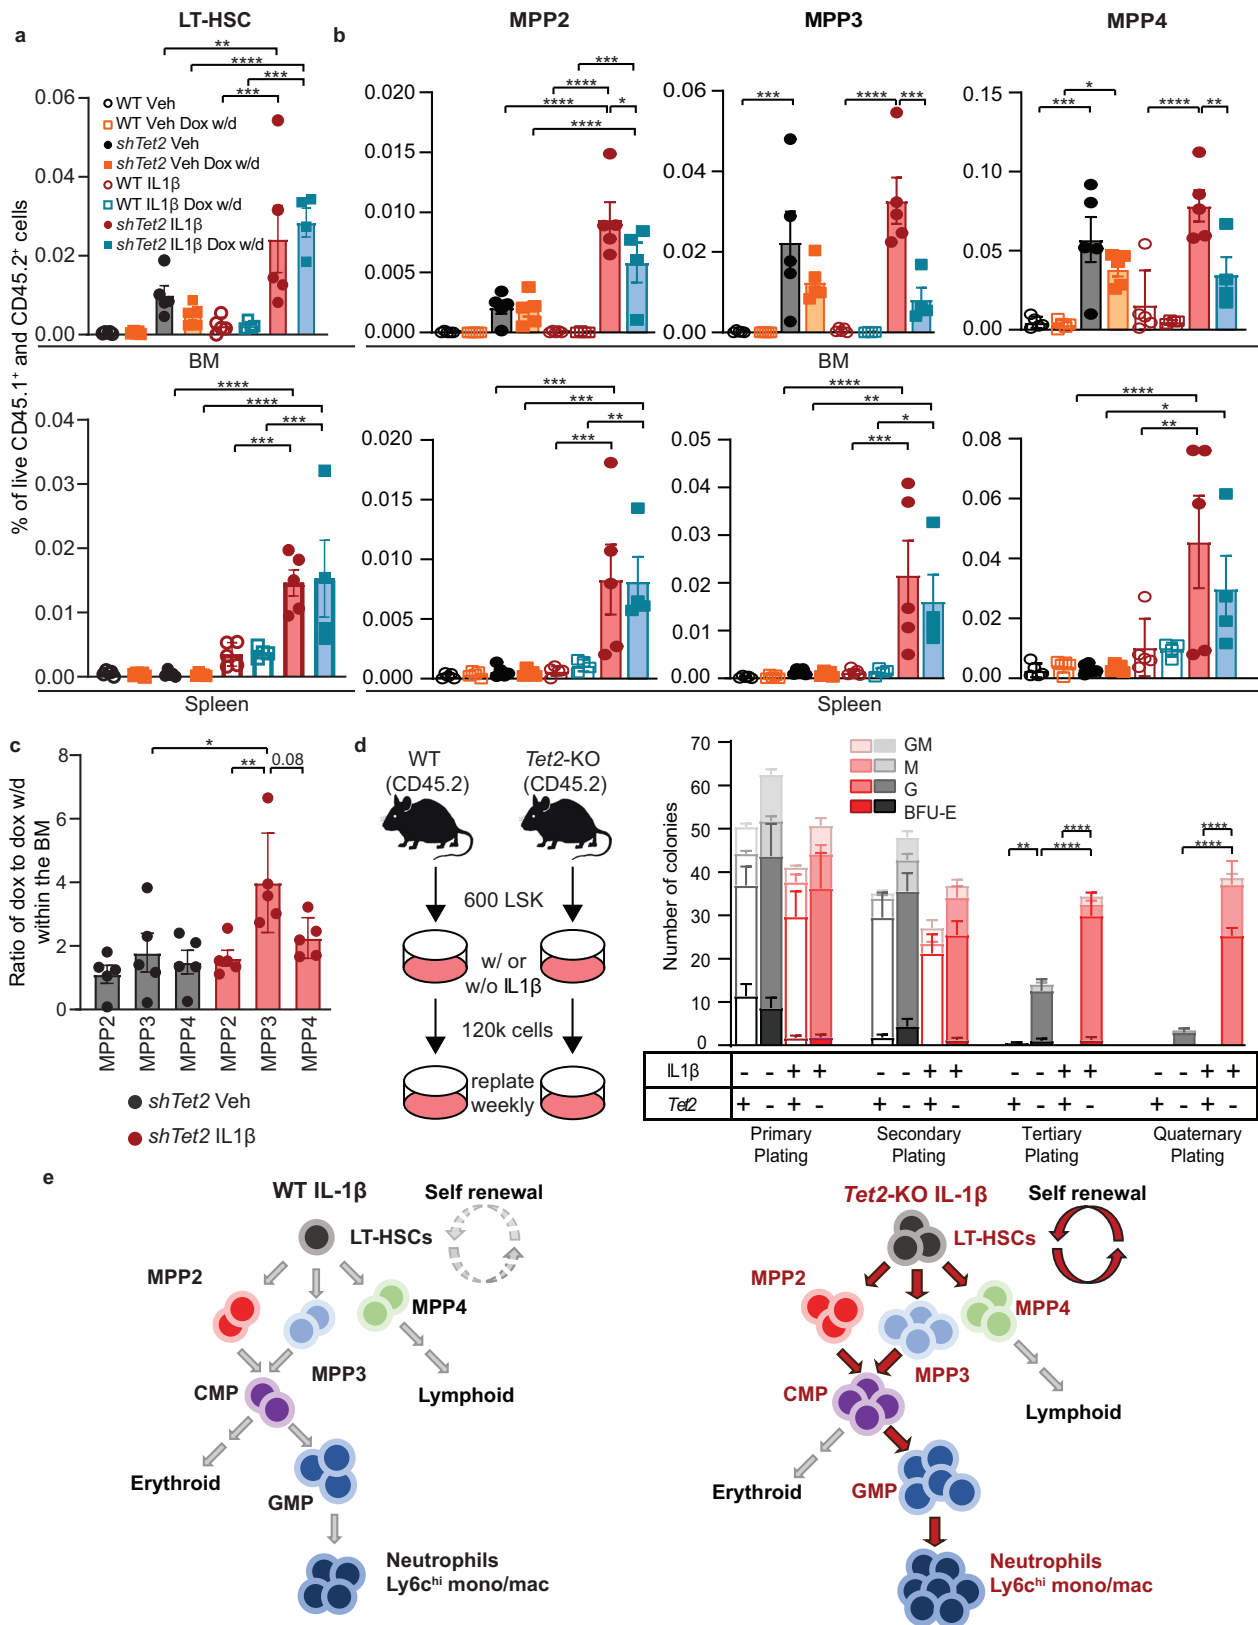 a
LT-HSC
b
MPP2
MPP3
MPP4
% of live CD45.1+ and CD45.2+ cells
**
****
***
***
0.06
0.04
0.02
0.00
WT Veh
WT Veh Dox w/d
shTet2 Veh
shTet2 Veh Dox w/d
WT IL1β
WT IL1β Dox w/d
shTet2 IL1β
shTet2 IL1β Dox w/d
***
****
****
*
****
0.020
0.015
0.010
0.005
0.000
***
****
***
0.06
0.04
0.02
0.00
*
***
****
**
0.15
0.10
0.05
0.00
BM
BM
****
****
***
***
0.04
0.03
0.02
0.01
0.00
***
***
**
***
0.020
0.015
0.010
0.005
0.000
****
**
*
***
0.05
0.04
0.03
0.02
0.01
0.00
****
*
**
0.08
0.06
0.04
0.02
0.00
Spleen
Spleen
c
Ratio of dox to dox w/d
within the BM
8
6
4
2
0
*
**
0.08
MPP2
MPP3
MPP4
MPP2
MPP3
MPP4
shTet2 Veh
shTet2 IL1β
d
WT
(CD45.2)
Tet2-KO
(CD45.2)
600 LSK
w/ or
w/o IL1β
120k cells
replate
weekly
Number of colonies
70
60
50
40
30
20
10
0
GM
M
G
BFU-E
**
****
****
****
****
IL1β - - + + - - + + - - + + - - + +
Tet2 + - + - + - + - + - + - + - + -
Primary
Plating
Secondary
Plating
Tertiary
Plating
Quaternary
Plating
e
WT IL-1β
Self renewal
LT-HSCs
MPP2
MPP4
MPP3
CMP
Lymphoid
Erythroid
GMP
Neutrophils
Ly6chi mono/mac
Tet2-KO IL-1β
Self renewal
LT-HSCs
MPP2
MPP4
MPP3
CMP
Lymphoid
Erythroid
GMP
Neutrophils
Ly6chi mono/mac